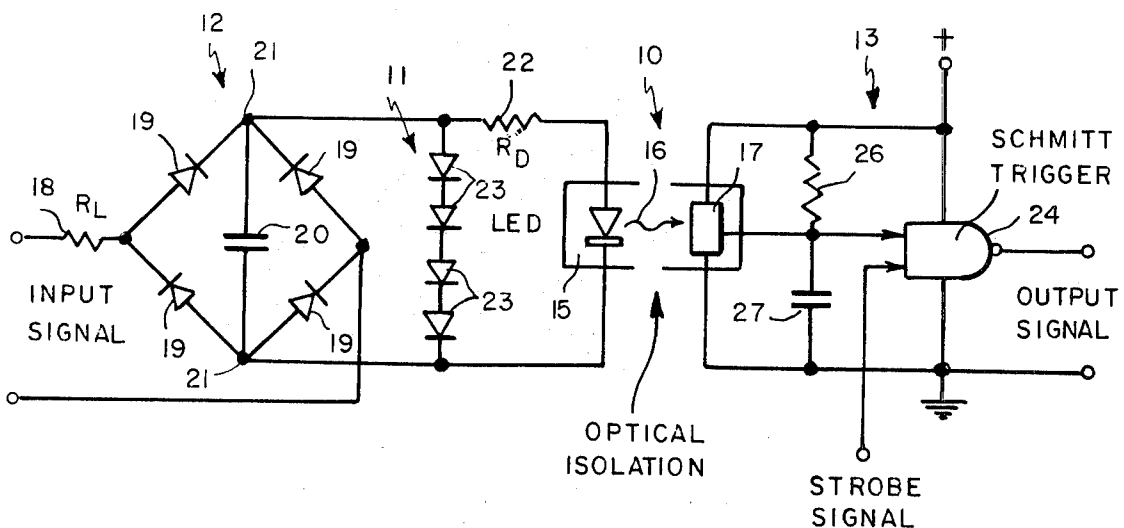 12
21
10
13
+
11
22
19
19
R_D
16
17
26
SCHMITT
TRIGGER
24
18
R_L
23
LED
20
INPUT
SIGNAL
19
19
23
15
27
OUTPUT
SIGNAL
21
OPTICAL
ISOLATION
STROBE
SIGNAL